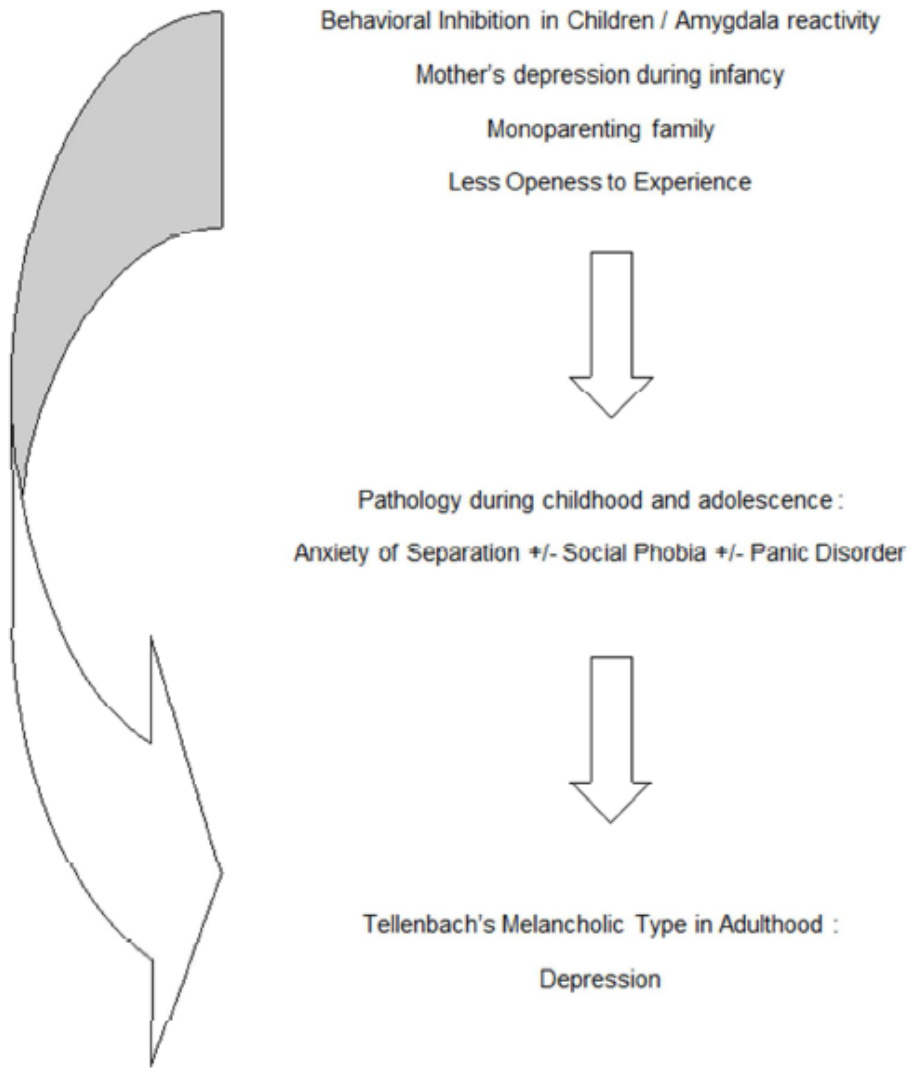 Behavioral Inhibition in Children / Amygdala reactivity
Mother's depression during infancy
Monoparenting family
Less Openess to Experience
Pathology during childhood and adolescence :
Anxiety of Separation +/- Social Phobia +/- Panic Disorder
Tellenbach's Melancholic Type in Adulthood :
Depression